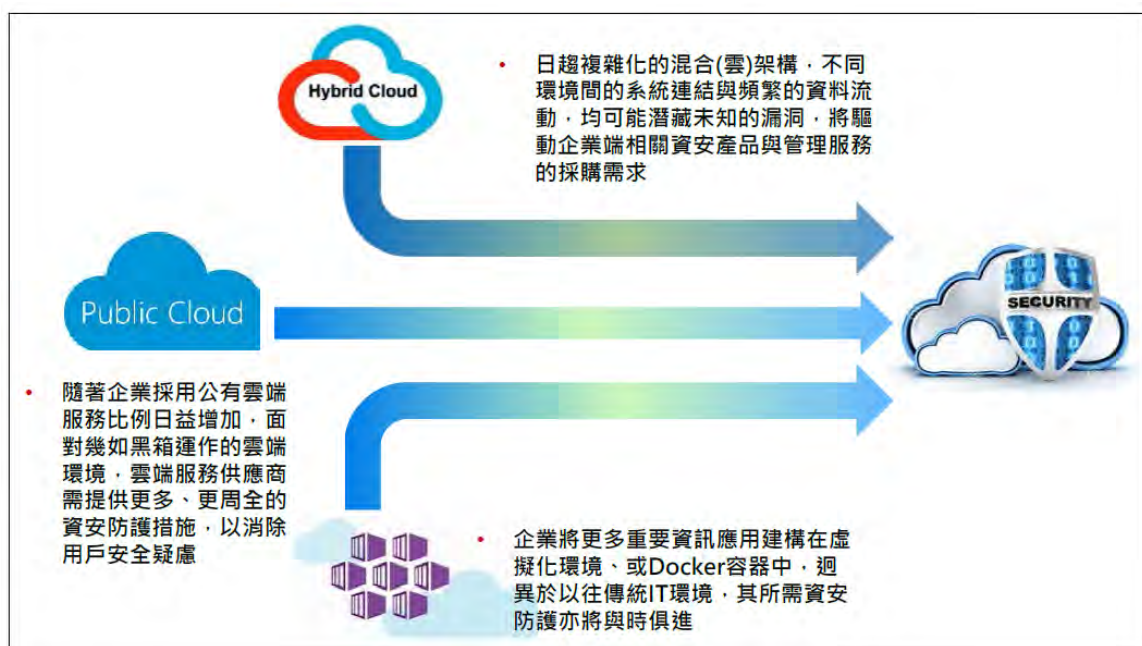 Hybrid Cloud
• 日趨複雜化的混合(雲)架構，不同
環境間的系統連結與頻繁的資料流
動，均可能潛藏未知的漏洞，將驅
動企業端相關資安產品與管理服務
的採購需求
Public Cloud
SECURITY
• 隨著企業採用公有雲端
服務比例日益增加，面
對幾如黑箱運作的雲端
環境，雲端服務供應商
需提供更多、更周全的
資安防護措施，以消除
用戶安全疑慮
• 企業將更多重要資訊應用建構在虛
擬化環境、或Docker容器中，迥
異於以往傳統IT環境，其所需資安
防護亦將與時俱進